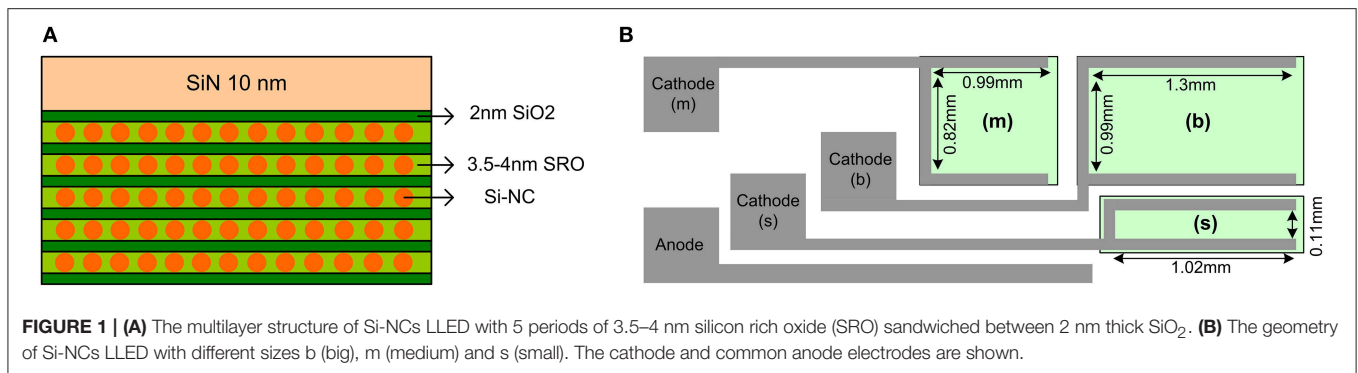 A
SiN 10 nm
2nm SiO2
3.5-4nm SRO
Si-NC
B
Cathode
(m)
0.99mm
0.82mm
(m)
1.3mm
0.99mm
(b)
Cathode
(b)
Cathode
(s)
(s)
0.11mm
Anode
1.02mm
FIGURE 1 | (A) The multilayer structure of Si-NCs LLED with 5 periods of 3.5–4 nm silicon rich oxide (SRO) sandwiched between 2 nm thick SiO₂. (B) The geometry
of Si-NCs LLED with different sizes b (big), m (medium) and s (small). The cathode and common anode electrodes are shown.